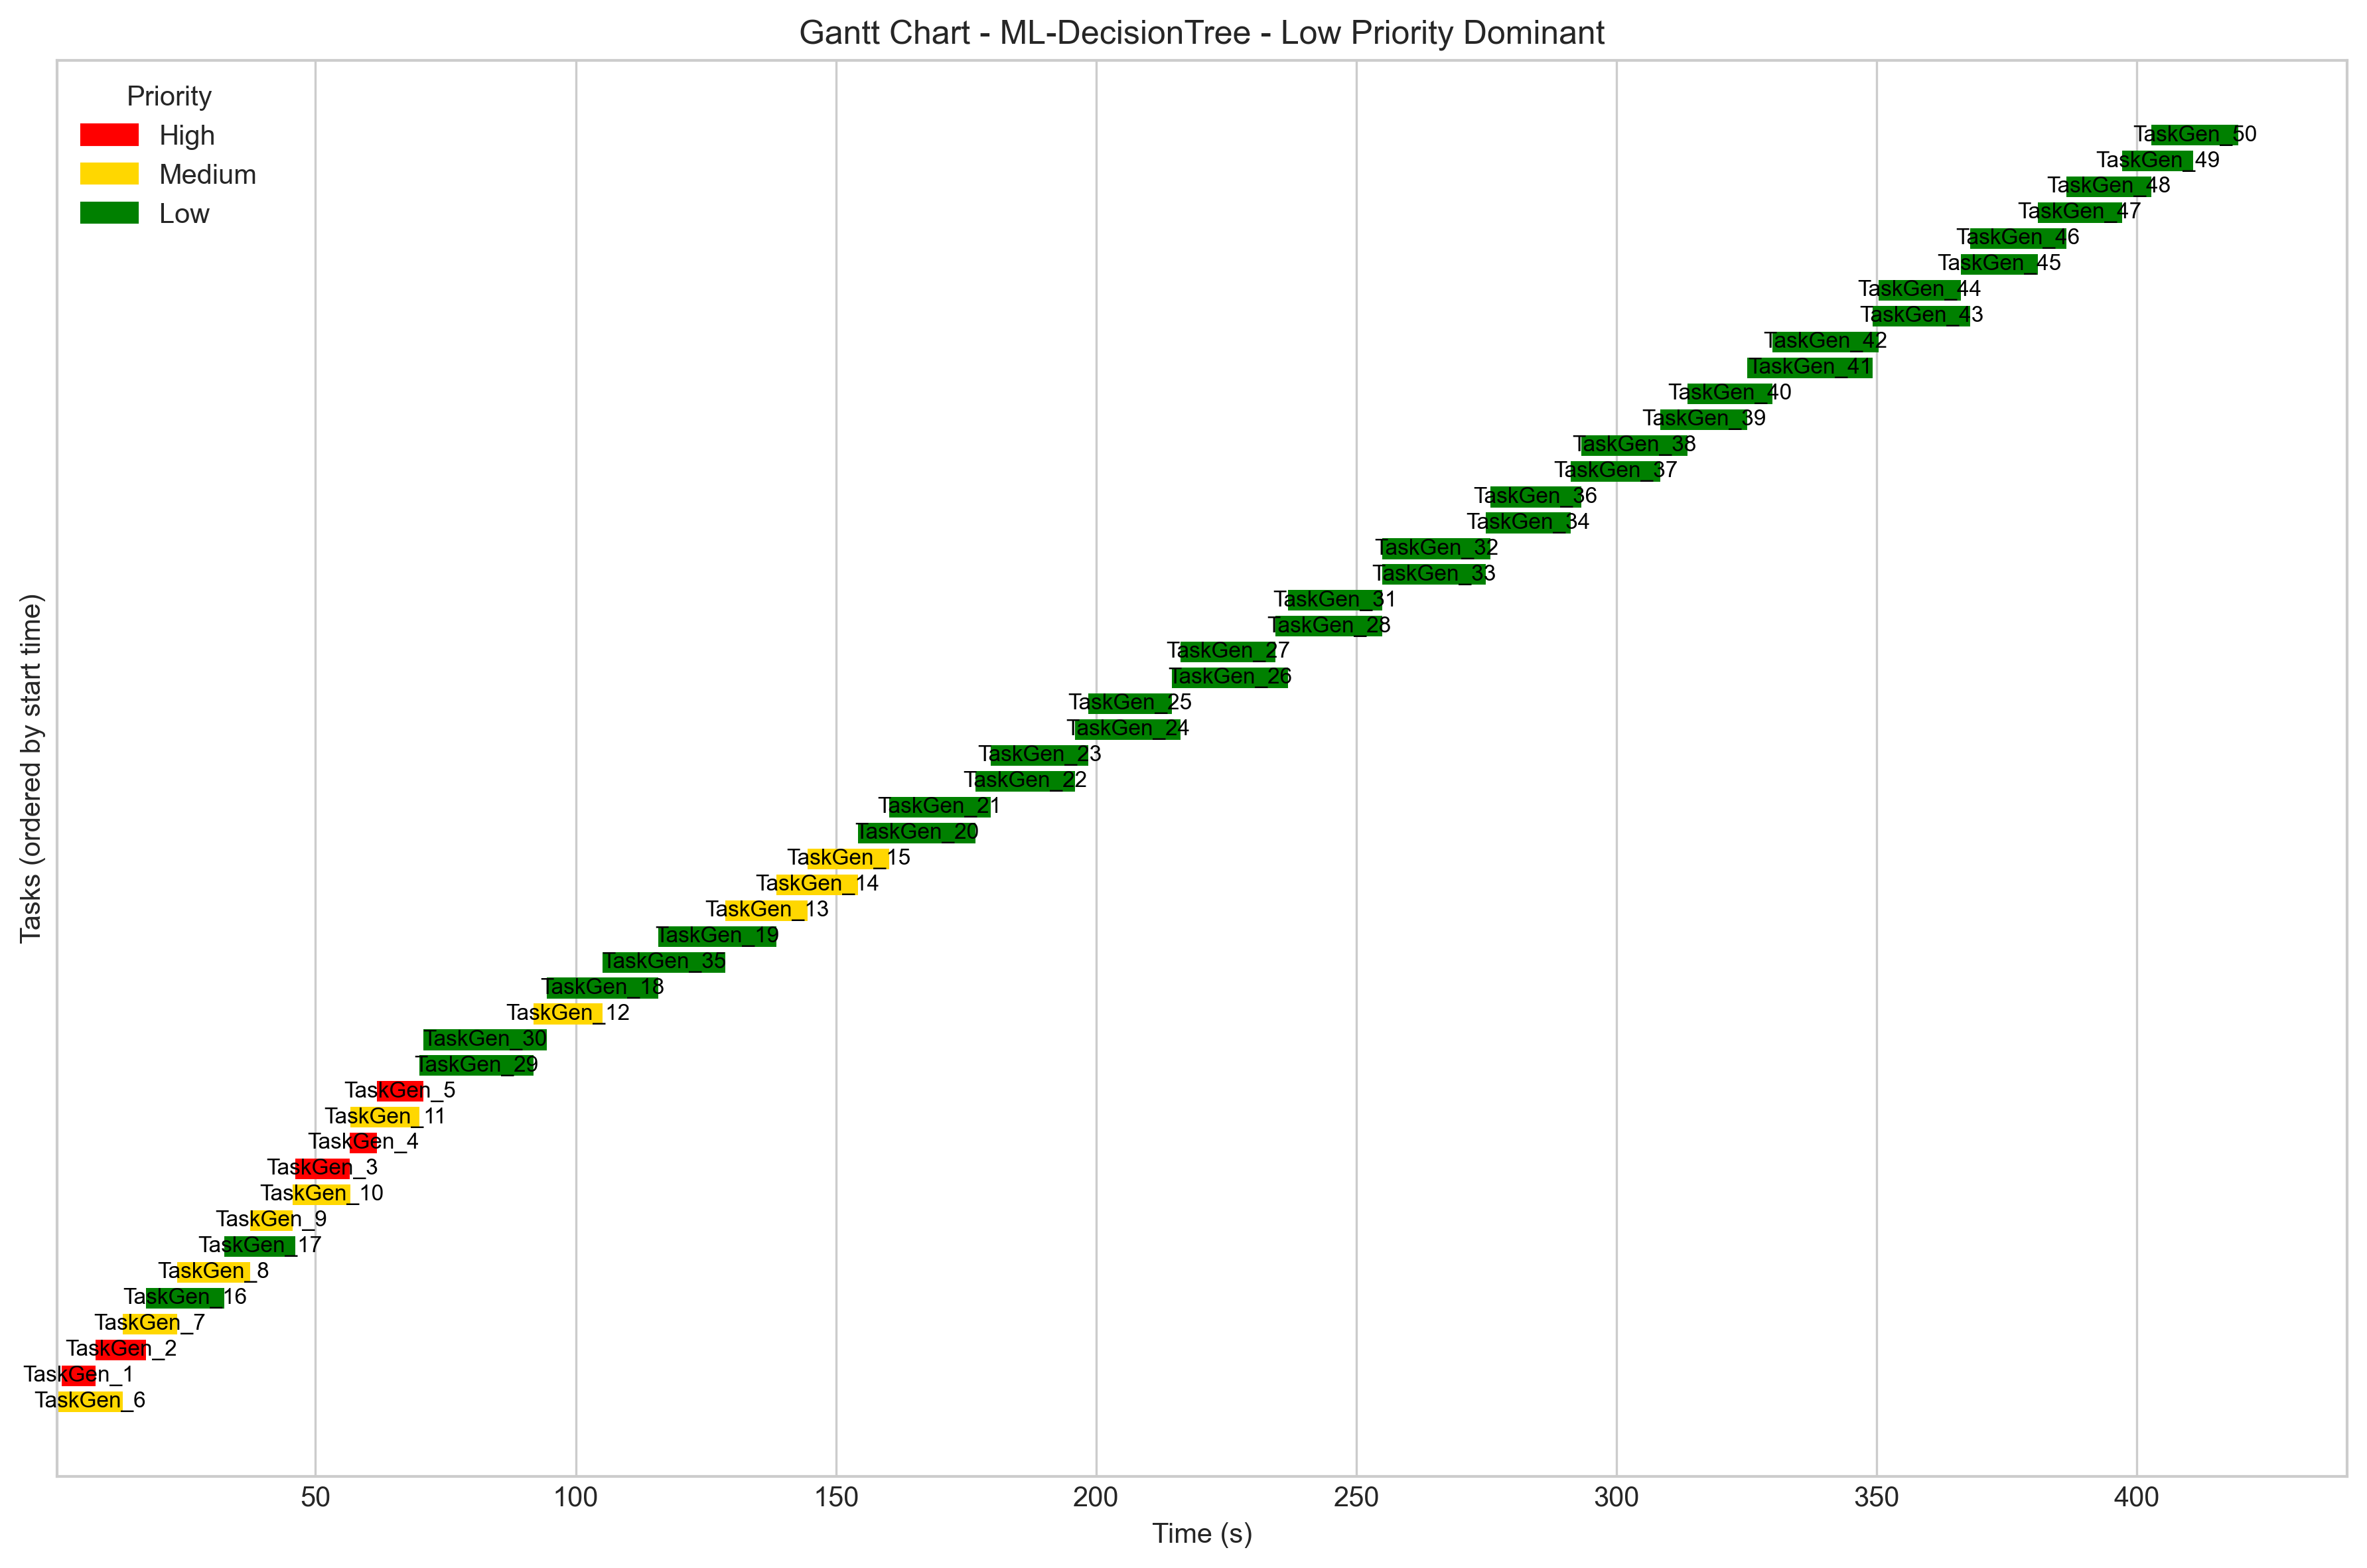 Gantt Chart - ML-DecisionTree - Low Priority Dominant
Priority
High
Medium
Low
TaskGen_50
TaskGen_49
TaskGen_48
TaskGen_47
TaskGen_46
TaskGen_45
TaskGen_44
TaskGen_43
TaskGen_42
TaskGen_41
TaskGen_40
TaskGen_39
TaskGen_38
TaskGen_37
TaskGen_36
TaskGen_34
TaskGen_32
TaskGen_33
TaskGen_31
TaskGen_28
TaskGen_27
TaskGen_26
TaskGen_25
TaskGen_24
TaskGen_23
TaskGen_22
TaskGen_21
TaskGen_20
TaskGen_15
TaskGen_14
TaskGen_13
TaskGen_19
TaskGen_35
TaskGen_18
TaskGen_12
TaskGen_30
TaskGen_29
TaskGen_5
TaskGen_11
TaskGen_4
TaskGen_3
TaskGen_10
TaskGen_9
TaskGen_17
TaskGen_8
TaskGen_16
TaskGen_7
TaskGen_2
TaskGen_1
TaskGen_6
Tasks (ordered by start time)
50 100 150 200 250 300 350 400
Time (s)